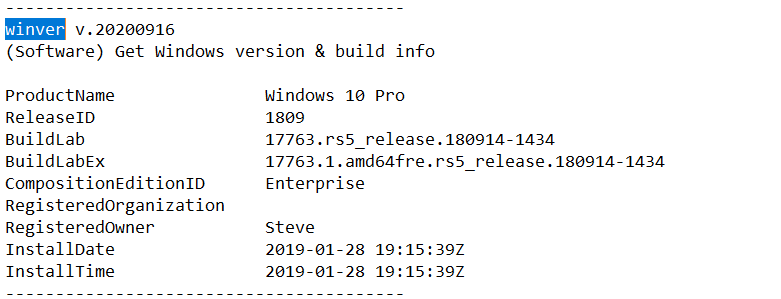 ----------------------------------------
winver v.20200916
(Software) Get Windows version & build info
ProductName Windows 10 Pro
ReleaseID 1809
BuildLab 17763.rs5_release.180914-1434
BuildLabEx 17763.1.amd64fre.rs5_release.180914-1434
CompositionEditionID Enterprise
RegisteredOrganization
RegisteredOwner Steve
InstallDate 2019-01-28 19:15:39Z
InstallTime 2019-01-28 19:15:39Z
----------------------------------------